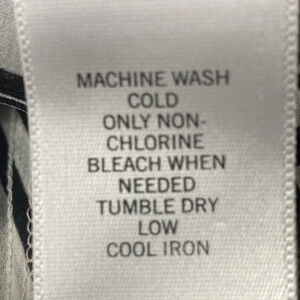 MACHINE WASH
COLD
ONLY NON-
CHLORINE
BLEACH WHEN
NEEDED
TUMBLE DRY
LOW
COOL IRON